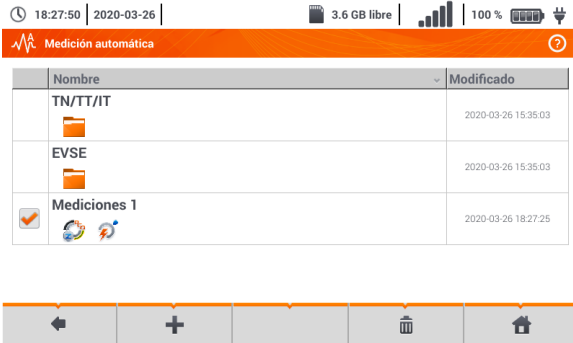 18:27:50 2020-03-26 3.6 GB libre 100 %
Medición automática ?
Nombre Modificado
TN/TT/IT
2020-03-26 15:35:03
EVSE
2020-03-26 15:35:03
Mediciones 1
2020-03-26 18:27:25